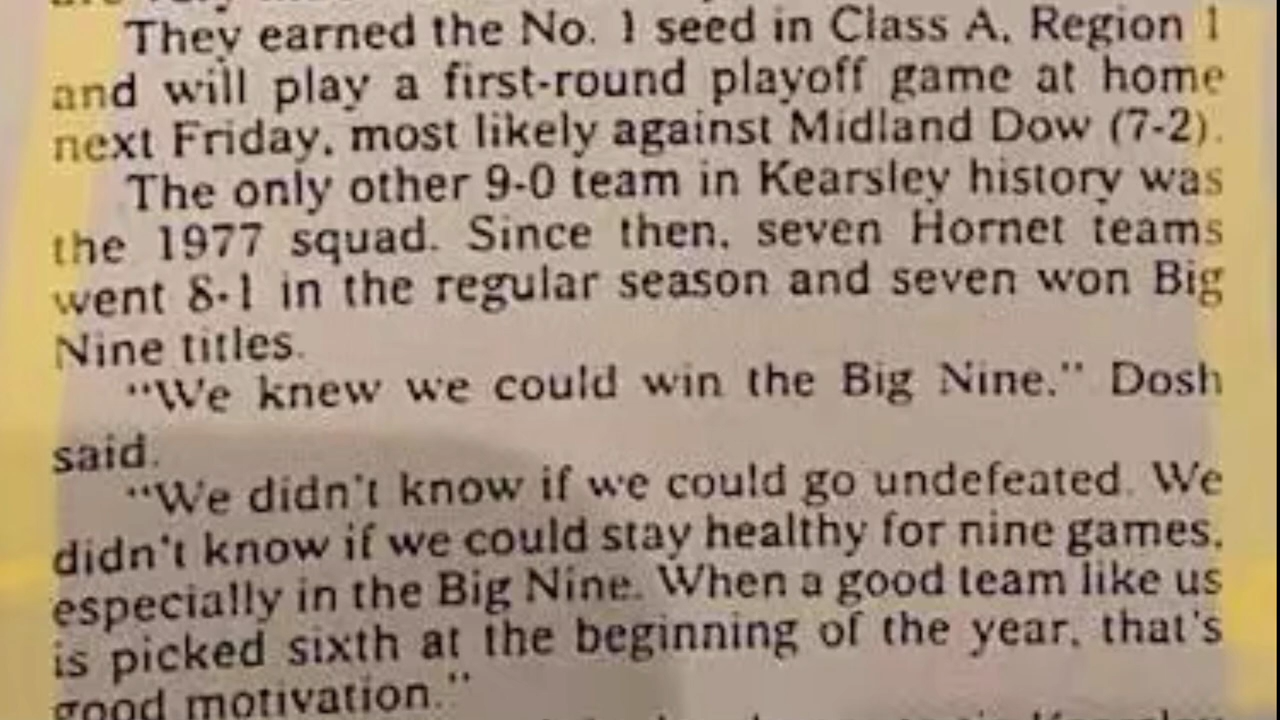 They earned the No. 1 seed in Class A, Region 1
and will play a first-round playoff game at home
next Friday, most likely against Midland Dow (7-2).
The only other 9-0 team in Kearsley history was
the 1977 squad. Since then, seven Hornet teams
went 8-1 in the regular season and seven won Big
Nine titles.
"We knew we could win the Big Nine," Dosh
said.
"We didn't know if we could go undefeated. We
didn't know if we could stay healthy for nine games,
especially in the Big Nine. When a good team like us
is picked sixth at the beginning of the year, that's
good motivation."